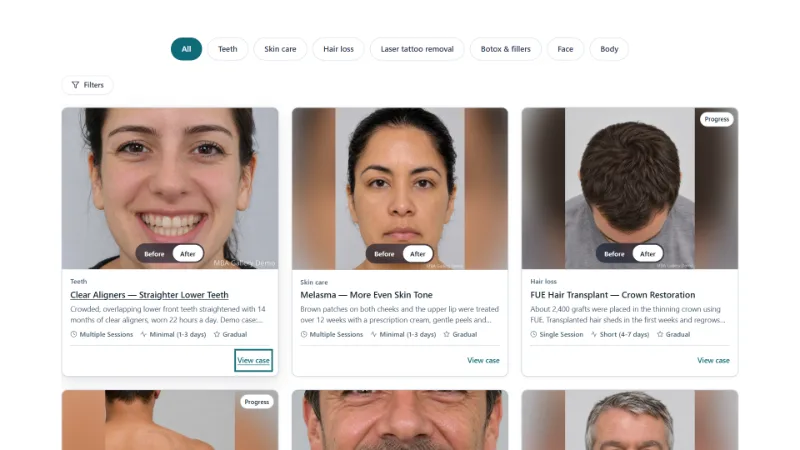 All
Teeth
Skin care
Hair loss
Laser tattoo removal
Botox & fillers
Face
Body
Filters
Progress
Before
After
MBA Gallery Demo
Before
After
Before
After
Teeth
Clear Aligners — Straighter Lower Teeth
Crowded, overlapping lower front teeth straightened with 14
months of clear aligners, worn 22 hours a day. Demo case:...
Multiple Sessions
Minimal (1-3 days)
Gradual
View case
Skin care
Melasma — More Even Skin Tone
Brown patches on both cheeks and the upper lip were treated
over 12 weeks with a prescription cream, gentle peels and...
Multiple Sessions
Minimal (1-3 days)
Gradual
View case
Hair loss
FUE Hair Transplant — Crown Restoration
About 2,400 grafts were placed in the thinning crown using
FUE. Transplanted hair sheds in the first weeks and regrows...
Single Session
Short (4-7 days)
Gradual
View case
Progress